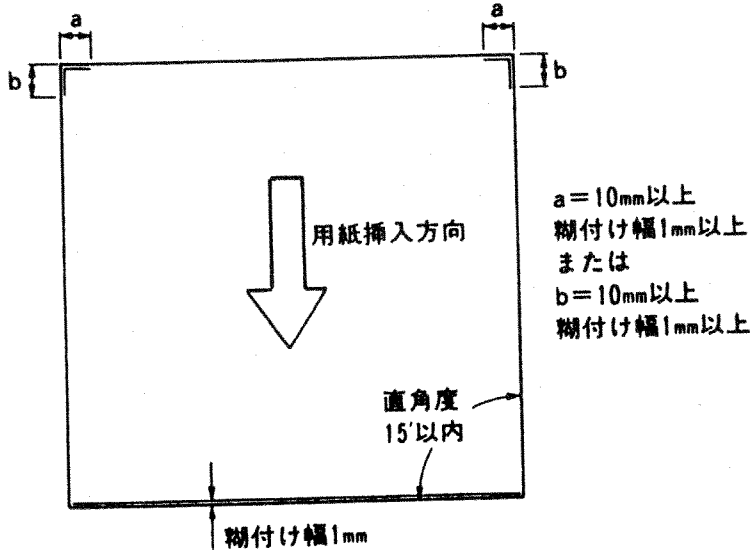 a
a
b
b
用紙挿入方向
a=10mm以上
糊付け幅1mm以上
または
b=10mm以上
糊付け幅1mm以上
直角度
15′以内
糊付け幅1mm